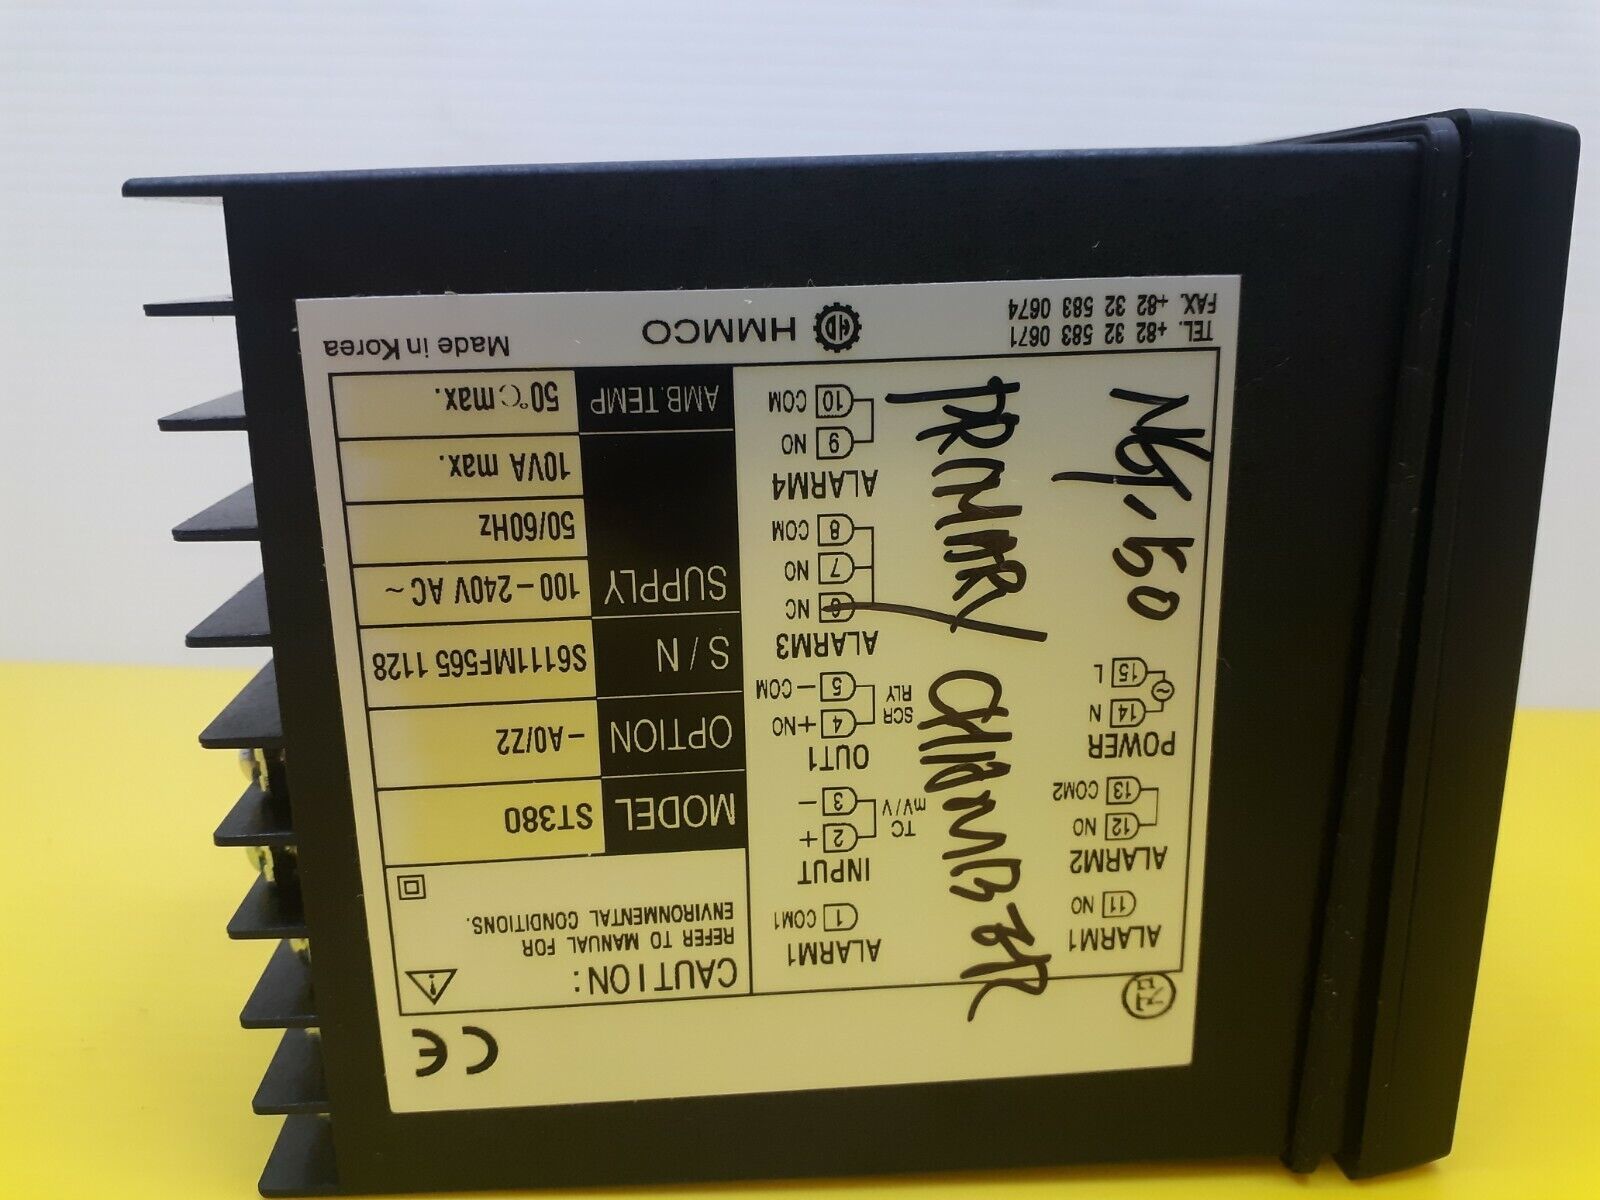 CE
CAUTION:
REFER TO MANUAL FOR
ENVIRONMENTAL CONDITIONS.
MODEL ST380
OPTION -A0/Z2
S/N S6111MF565 1128
SUPPLY 100-240V AC~
50/60Hz
10VA max.
AMB.TEMP 50℃max.
ALARM1
1 COM1
INPUT
TC
mV/V
2 +
3 -
OUT1
SCR
RLY
4 +NO
5 -COM
ALARM3
6 NC
7 NO
8 COM
ALARM4
9 NO
10 COM
ALARM1
11 NO
ALARM2
12 NO
13 COM2
POWER
14 N
15 L
PRIMARY CHAMBER
TEL. +82 32 583 0671
FAX. +82 32 583 0674
HD HMMCO
Made in Korea